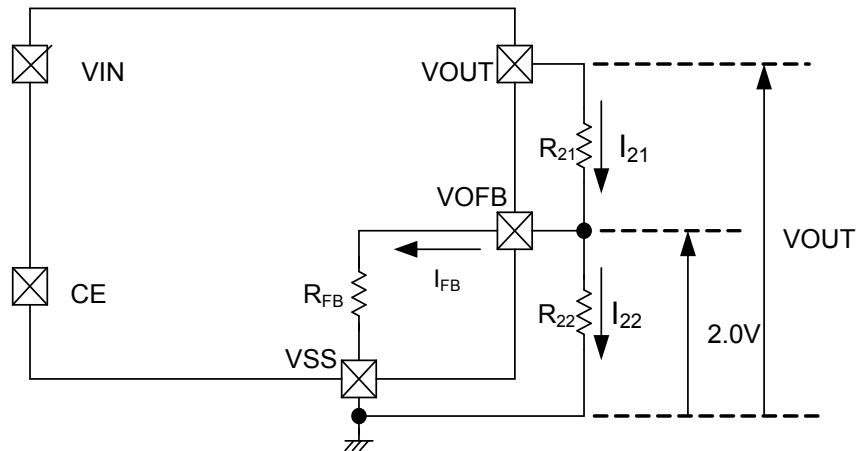 VIN
VOUT
R21
I21
VOFB
VOUT
IFB
CE
RFB
R22
I22
2.0V
VSS